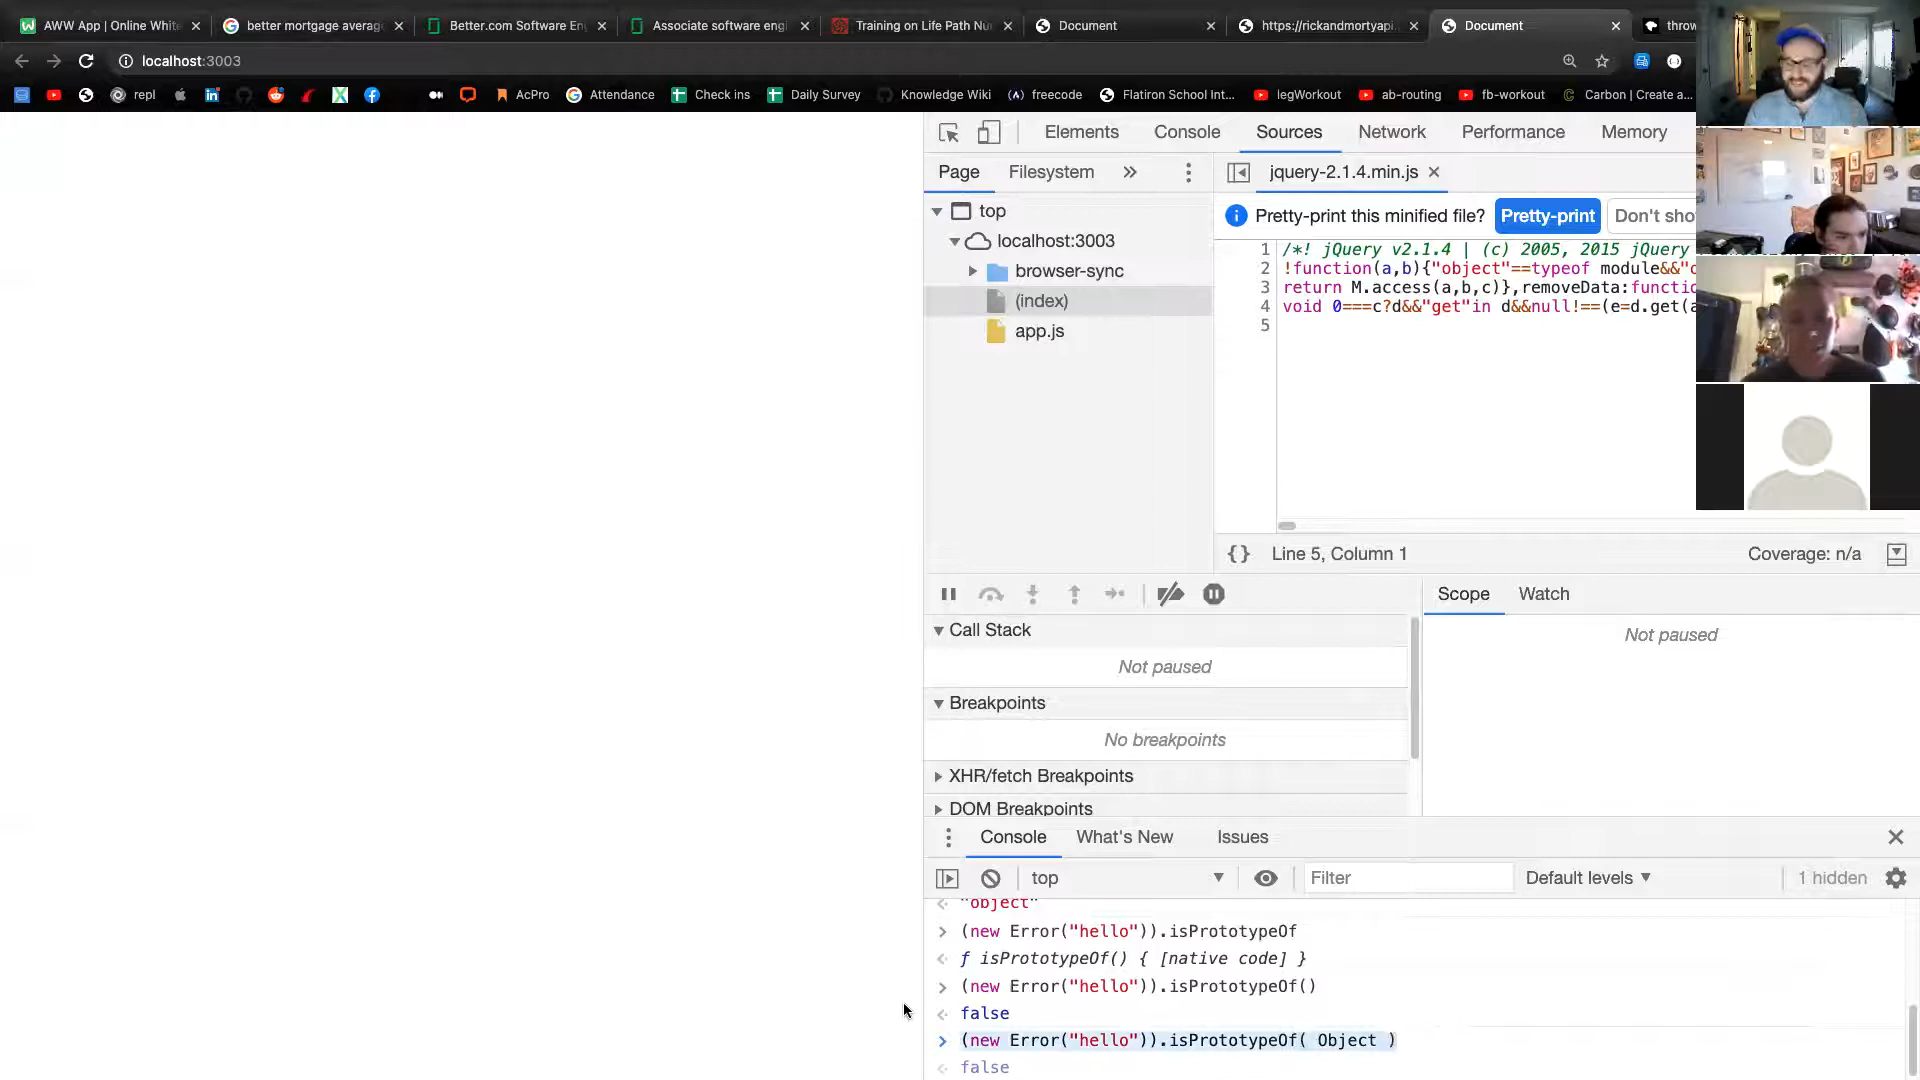 AWW App | Online White
better mortgage average
Better.com Software En
Associate software engi
Training on Life Path Nu
Document
https://rickandmortyapi.
Document
throw
localhost:3003
repl
AcPro
Attendance
Check ins
Daily Survey
Knowledge Wiki
freecode
Flatiron School Int...
legWorkout
ab-routing
fb-workout
Carbon | Create a...
Elements
Console
Sources
Network
Performance
Memory
Page
Filesystem
jquery-2.1.4.min.js
top
localhost:3003
browser-sync
(index)
app.js
Pretty-print this minified file?
Pretty-print
Don't sho
1 /*! jQuery v2.1.4 | (c) 2005, 2015 jQuery
2 !function(a,b){"object"==typeof module&&"
3 return M.access(a,b,c)},removeData:functio
4 void 0===c?d&&"get"in d&&null!==(e=d.get(a
5
{} Line 5, Column 1
Coverage: n/a
Scope
Watch
Not paused
Call Stack
Not paused
Breakpoints
No breakpoints
XHR/fetch Breakpoints
DOM Breakpoints
Console
What's New
Issues
top
Filter
Default levels
1 hidden
"object"
(new Error("hello")).isPrototypeOf
ƒ isPrototypeOf() { [native code] }
(new Error("hello")).isPrototypeOf()
false
(new Error("hello")).isPrototypeOf( Object )
false